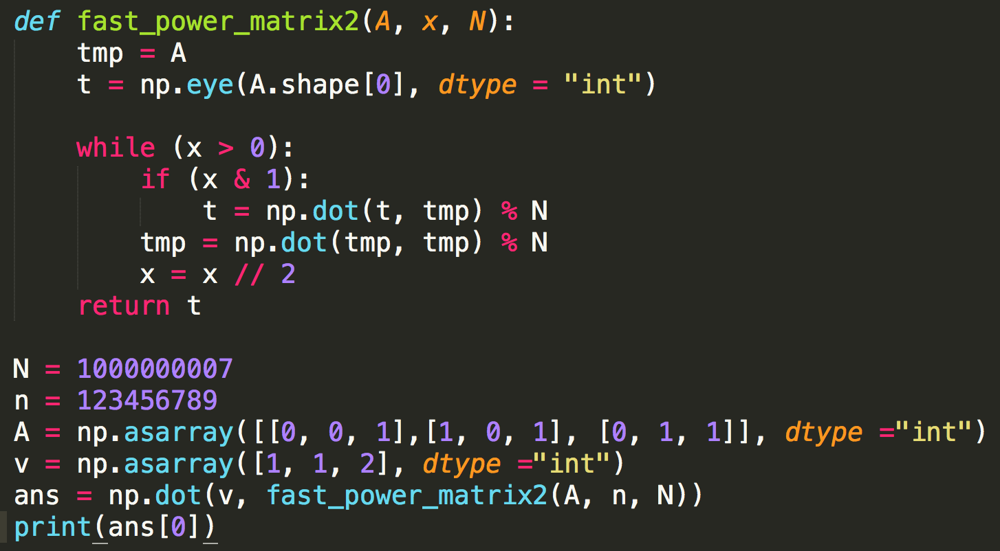 def fast_power_matrix2(A, x, N):
    tmp = A
    t = np.eye(A.shape[0], dtype = "int")
    while (x > 0):
        if (x & 1):
            t = np.dot(t, tmp) % N
        tmp = np.dot(tmp, tmp) % N
        x = x // 2
    return t
N = 1000000007
n = 123456789
A = np.asarray([[0, 0, 1],[1, 0, 1], [0, 1, 1]], dtype ="int")
v = np.asarray([1, 1, 2], dtype ="int")
ans = np.dot(v, fast_power_matrix2(A, n, N))
print(ans[0])